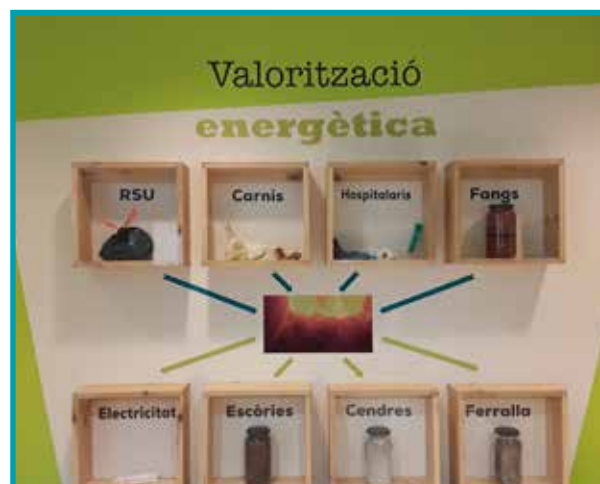 Valorització
energètica
RSU Carnis Hospitalaris Fangs
Electricitat Escòries Cendres Ferralla